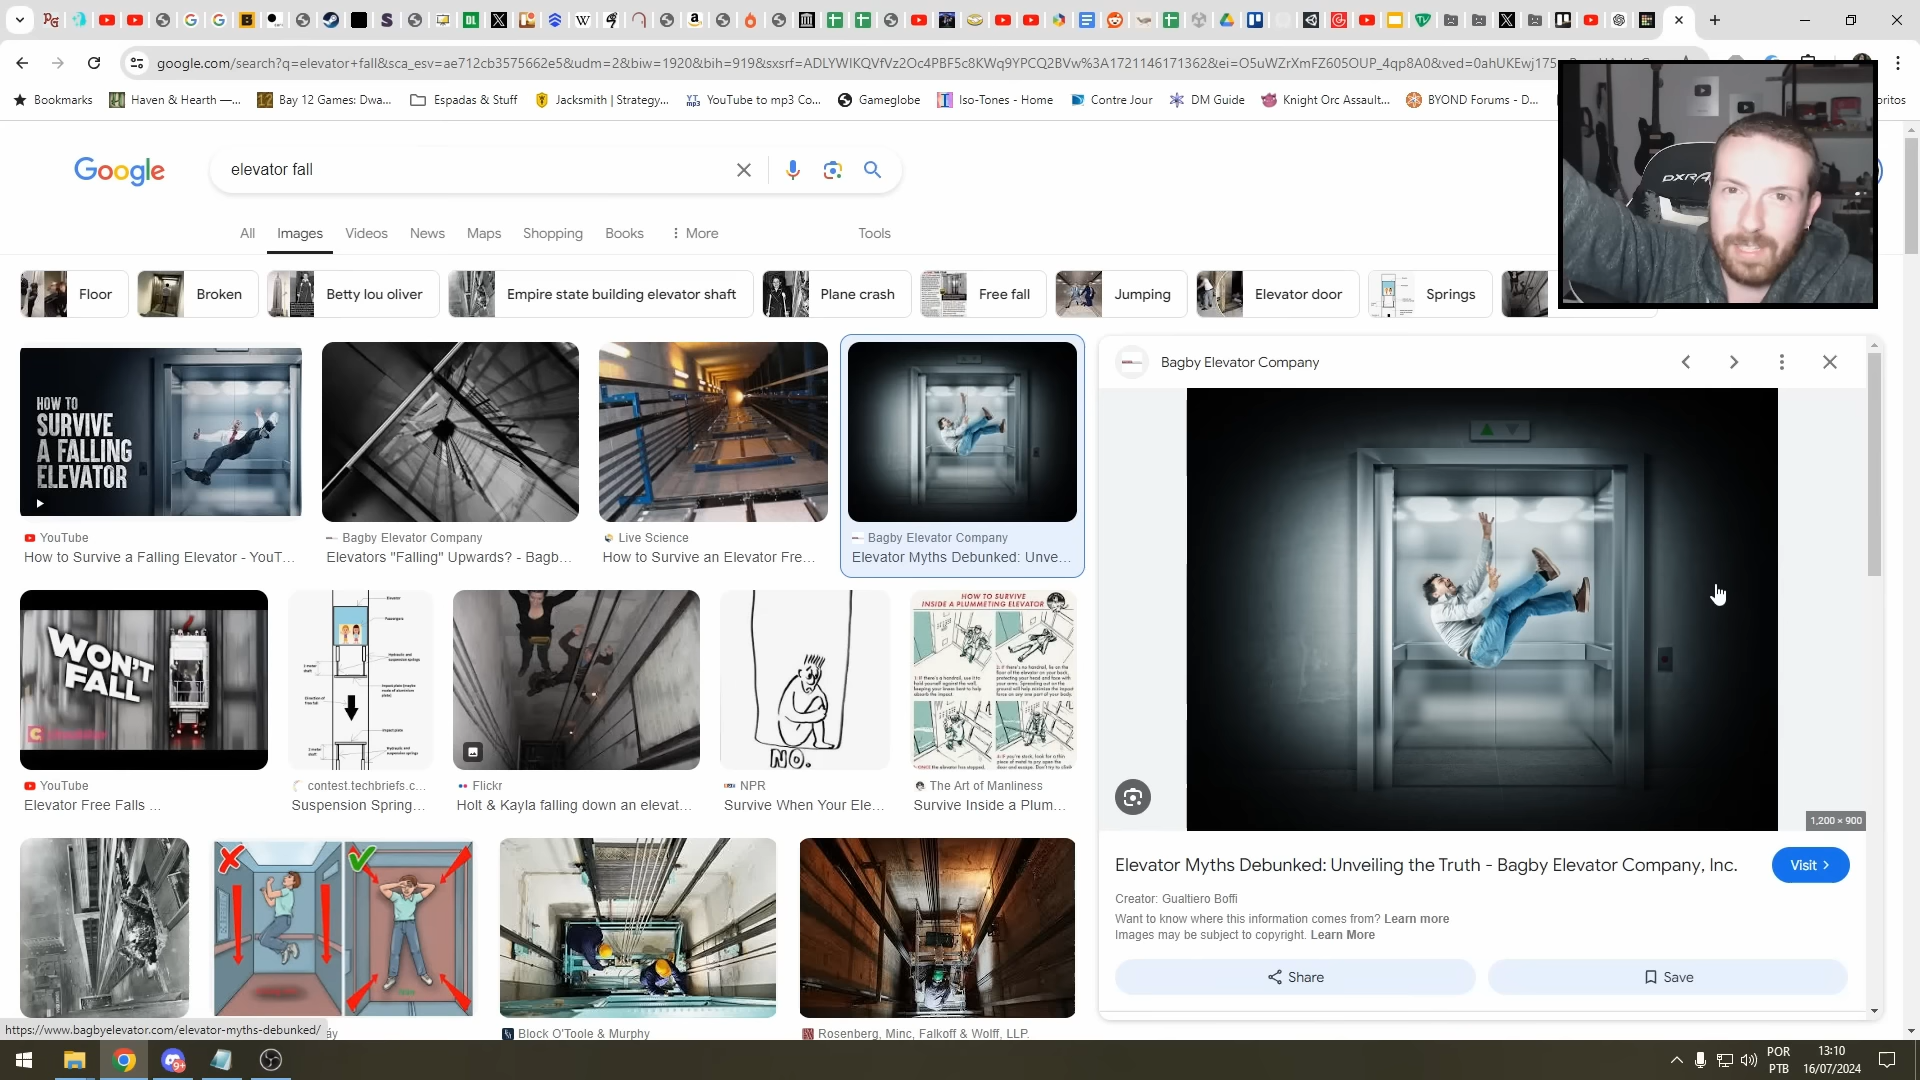 google.com/search?q=elevator+fall&sca_esv=ae712cb3575662e5&udm=2&biw=1920&bih=919&sxsrf=ADLYWIKQVfVz2Oc4PBF5c8KWq9YPCQ2BVw%3A1721146171362&ei=O5uWZrXmFZ605OUP_4qp8A0&ved=0ahUKEwj175
Bookmarks
Haven & Hearth —...
Bay 12 Games: Dwa...
Espadas & Stuff
Jacksmith | Strategy...
YouTube to mp3 Co...
Gameglobe
Iso-Tones - Home
Contre Jour
DM Guide
Knight Orc Assault...
BYOND Forums - D...
oritos
DXRA
Google
elevator fall
All Images Videos News Maps Shopping Books More Tools
Floor
Broken
Betty lou oliver
Empire state building elevator shaft
Plane crash
Free fall
Jumping
Elevator door
Springs
HOW TO
SURVIVE
A FALLING
ELEVATOR
YouTube
How to Survive a Falling Elevator - YouT...
Bagby Elevator Company
Elevators "Falling" Upwards? - Bagb...
Live Science
How to Survive an Elevator Fre...
Bagby Elevator Company
Elevator Myths Debunked: Unve...
WON'T
FALL
YouTube
Elevator Free Falls ...
contest.techbriefs.c...
Suspension Spring...
Flickr
Holt & Kayla falling down an elevat...
NO.
NPR
Survive When Your Ele...
HOW TO SURVIVE
INSIDE A PLUMMETING ELEVATOR
The Art of Manliness
Survive Inside a Plum...
Block O'Toole & Murphy
Rosenberg, Minc, Falkoff & Wolff, LLP.
Bagby Elevator Company
1,200 × 900
Elevator Myths Debunked: Unveiling the Truth - Bagby Elevator Company, Inc.
Visit
Creator: Gualtiero Boffi
Want to know where this information comes from? Learn more
Images may be subject to copyright. Learn More
Share
Save
https://www.bagbyelevator.com/elevator-myths-debunked/
9+
POR
PTB
13:10
16/07/2024